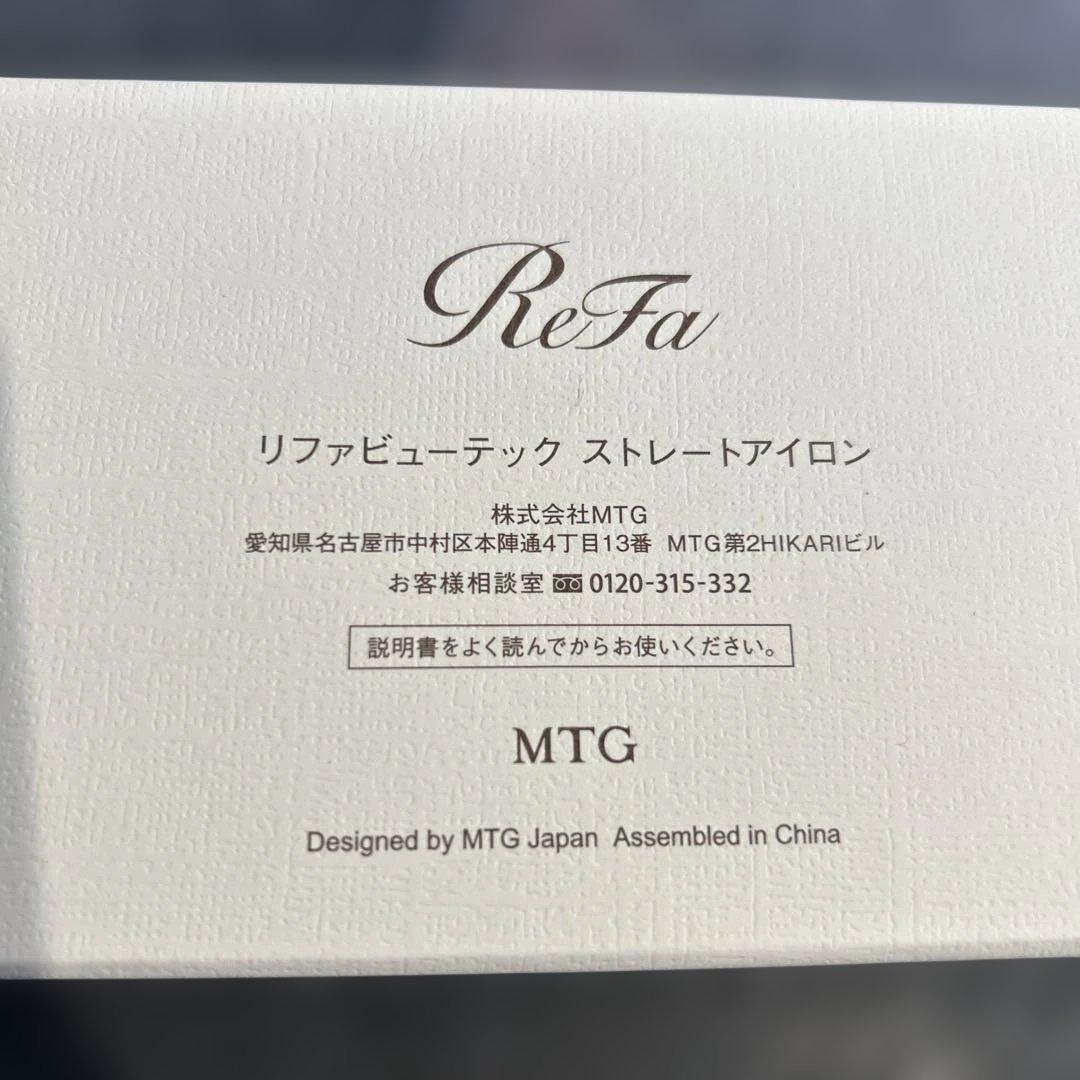 ReFa
リファビューテック ストレートアイロン
株式会社MTG
愛知県名古屋市中村区本陣通4丁目13番 MTG第2HIKARIビル
お客様相談室 0120-315-332
説明書をよく読んでからお使いください。
MTG
Designed by MTG Japan Assembled in China